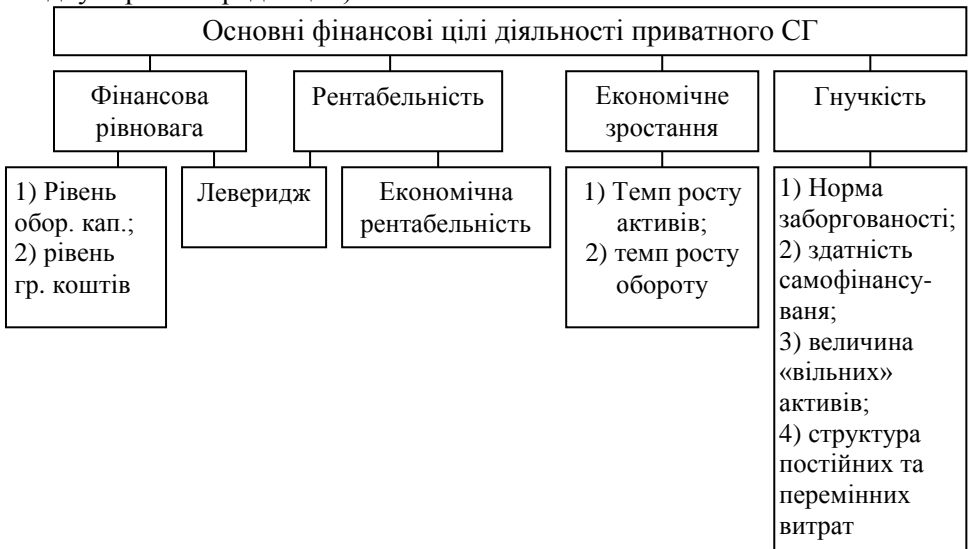 Основні фінансові цілі діяльності приватного СГ
Фінансова
рівновага
Рентабельність
Економічне
зростання
Гнучкість
1) Рівень
обор. кап.;
2) рівень
гр. коштів
Леверидж
Економічна
рентабельність
1) Темп росту
активів;
2) темп росту
обороту
1) Норма
заборгованості;
2) здатність
самофінансу-
ваня;
3) величина
«вільних»
активів;
4) структура
постійних та
перемінних
витрат